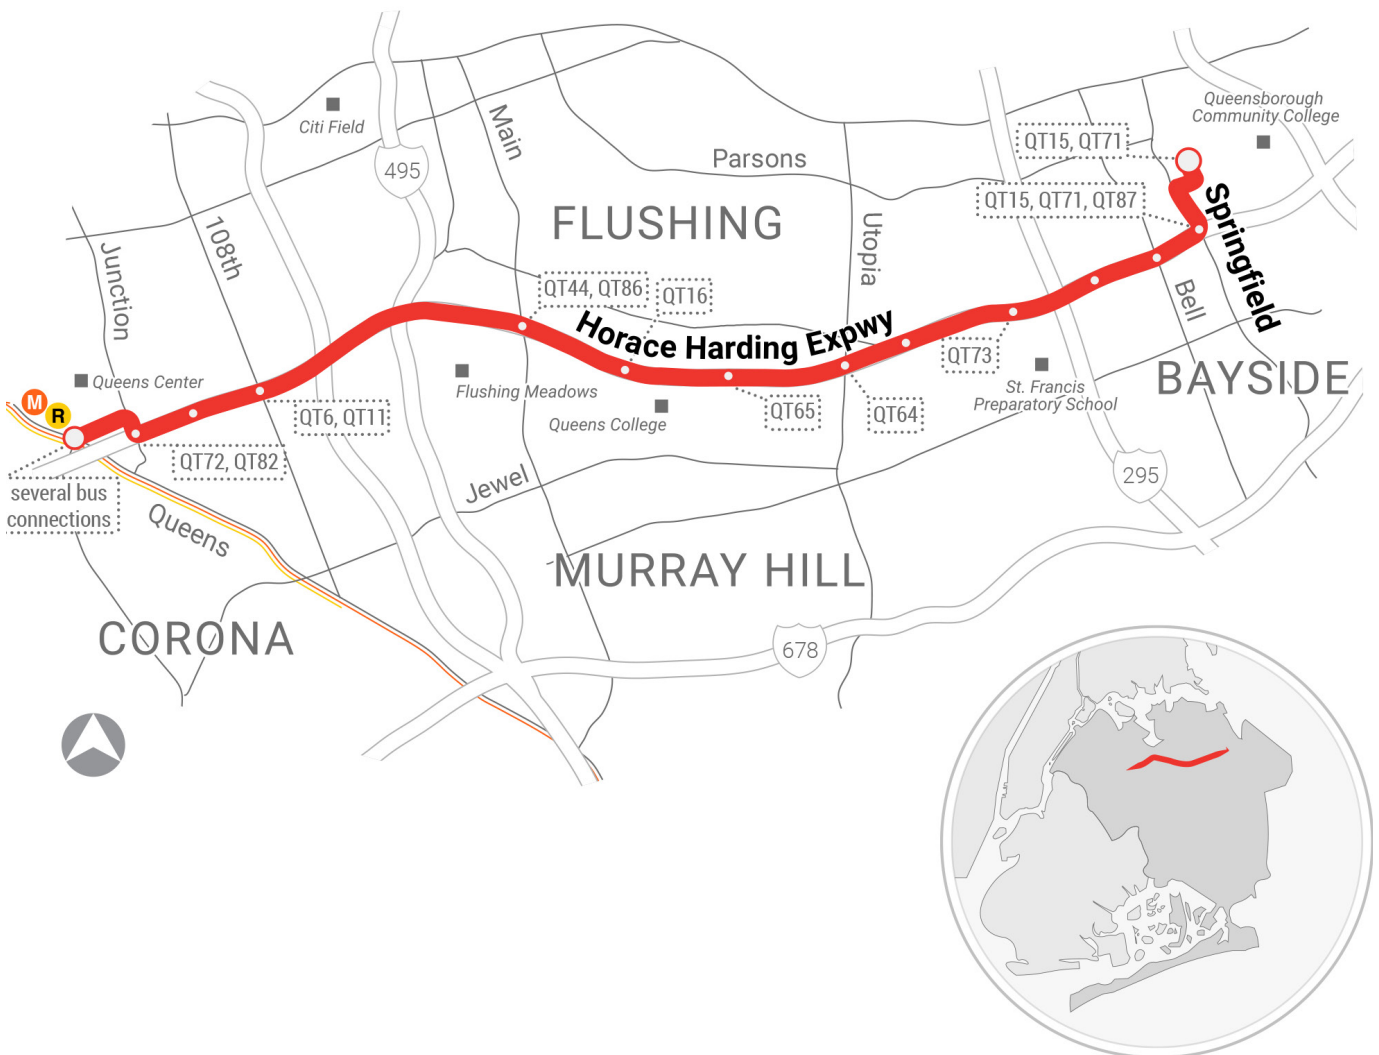 Queensborough
Community College
Citi Field
Main
495
Parsons
QT15, QT71
QT15, QT71, QT87
Springfield
FLUSHING
Utopia
108th
Junction
QT44, QT86
QT16
Bell
Horace Harding Expwy
QT73
BAYSIDE
Queens Center
M
R
Flushing Meadows
St. Francis
Preparatory School
Queens College
QT65
QT64
QT6, QT11
QT72, QT82
295
several bus
connections
Jewel
Queens
MURRAY HILL
CORONA
678